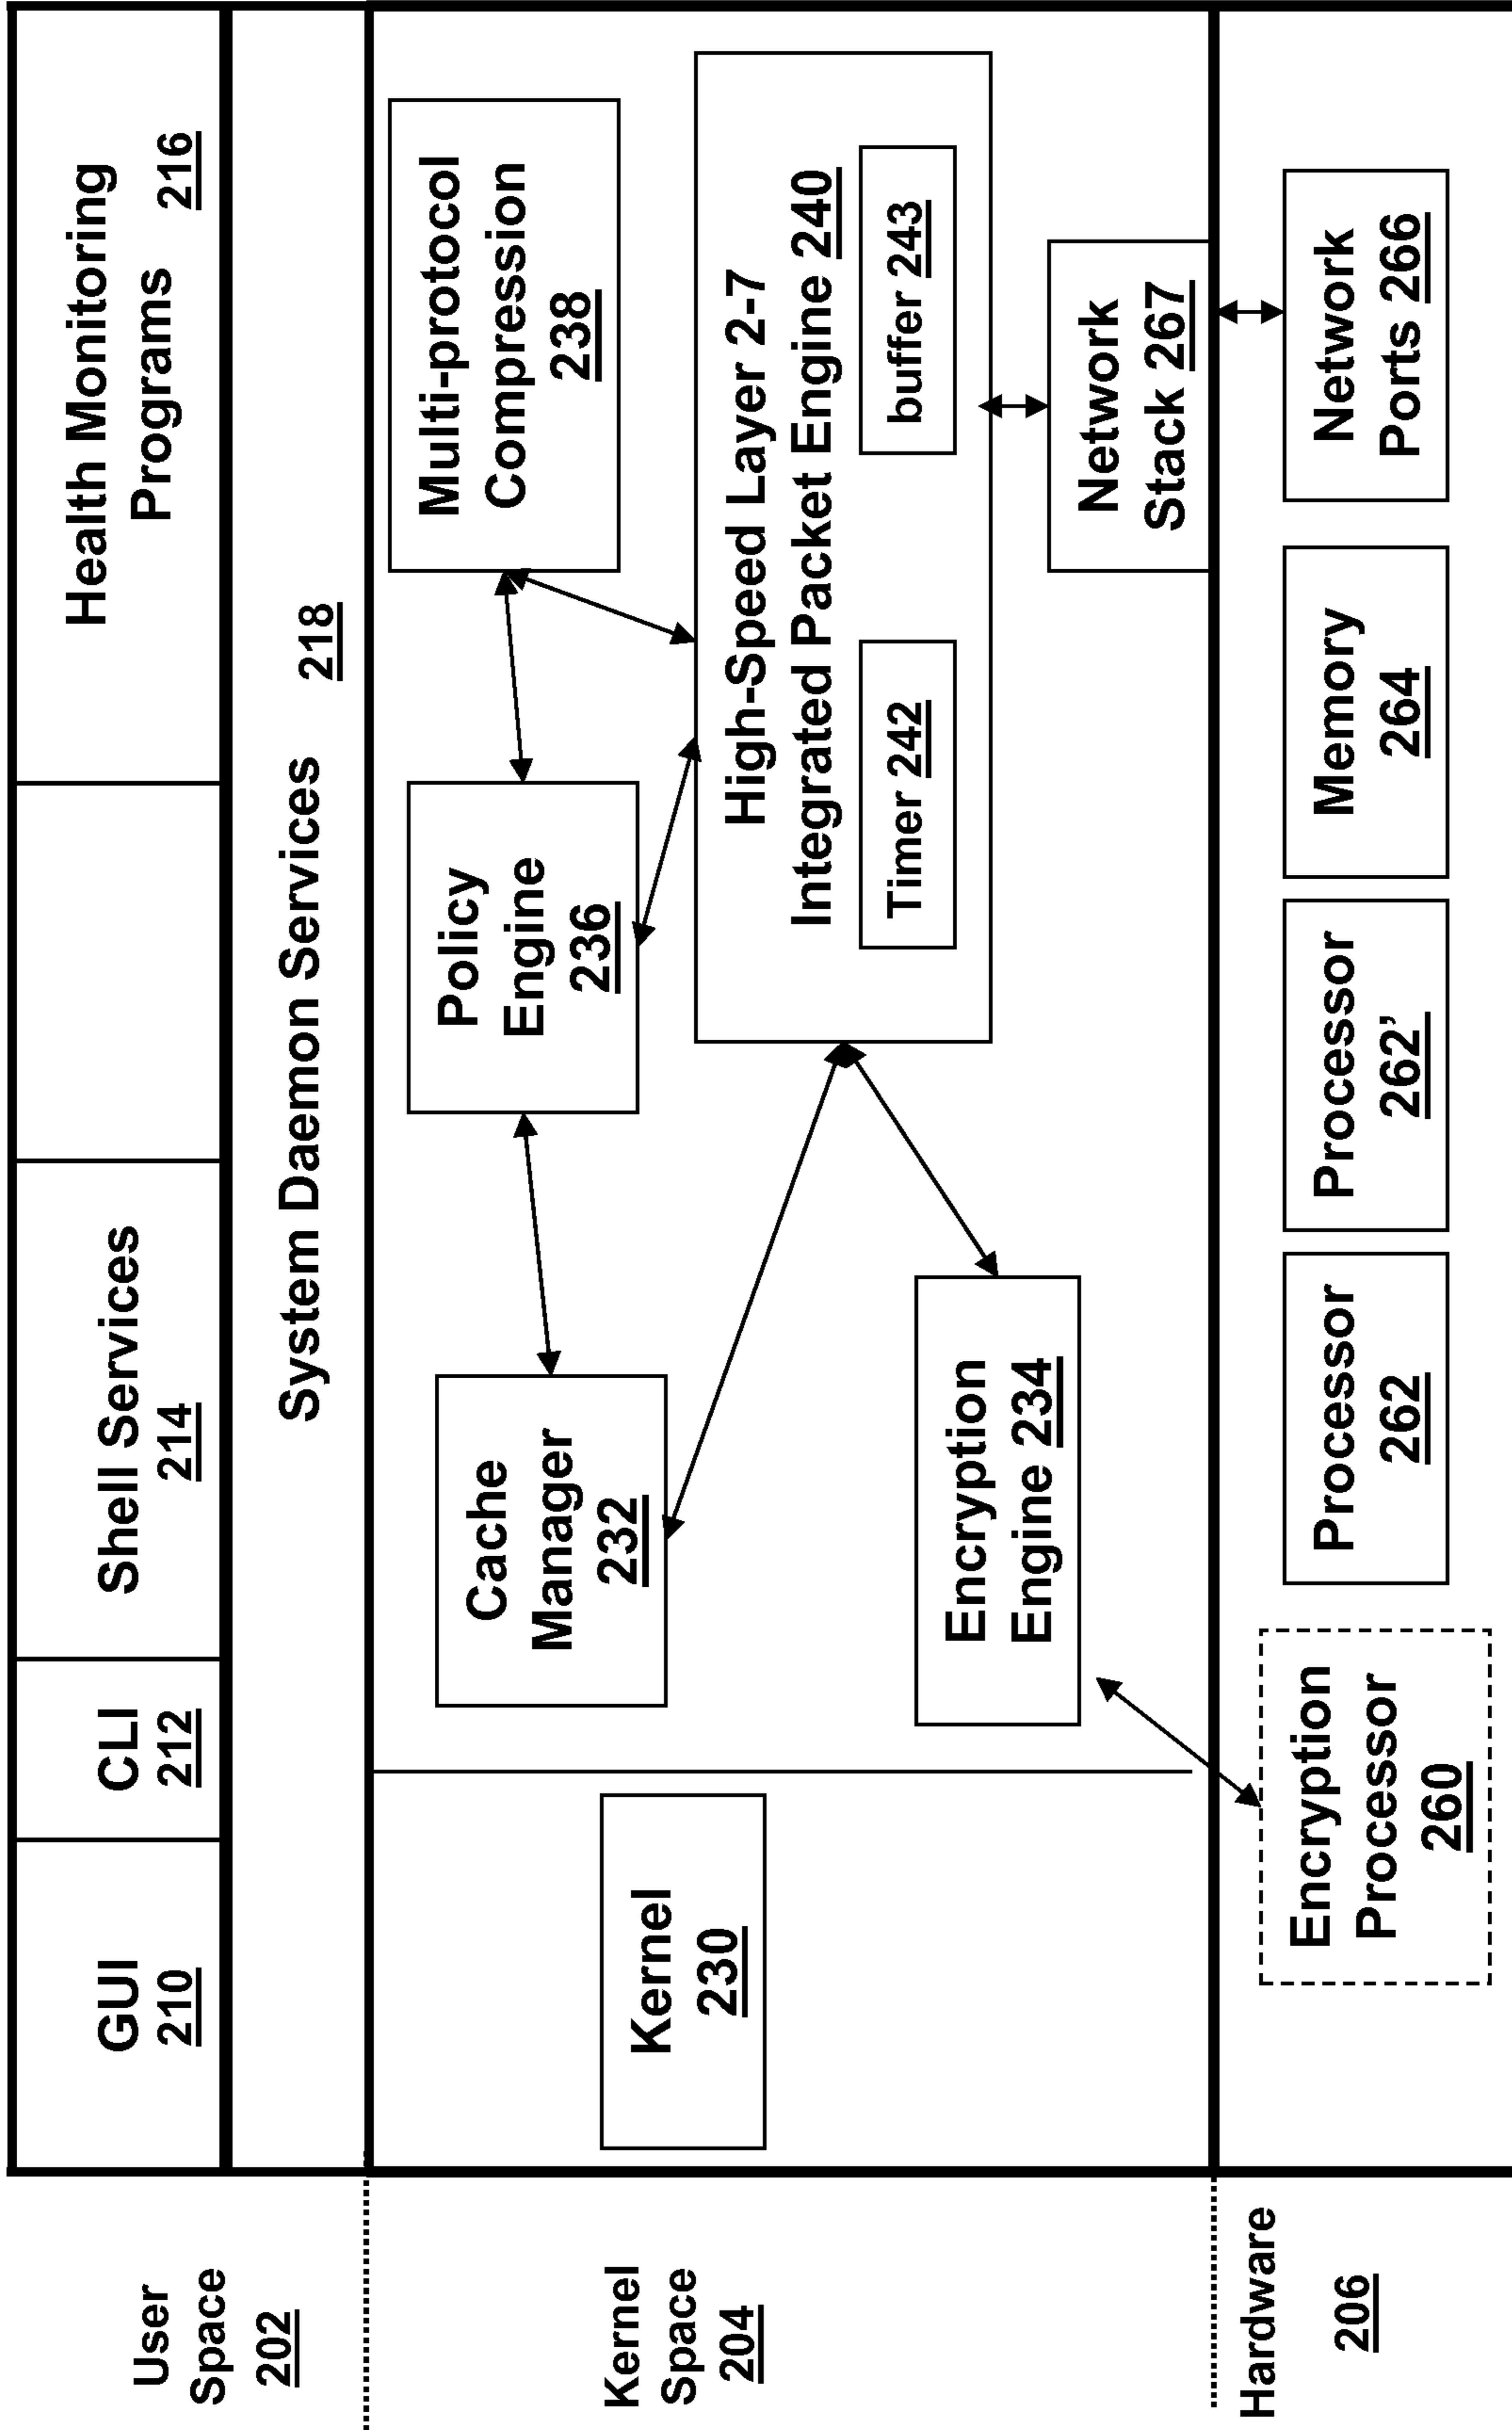 User
Space
202
GUI
210
CLI
212
Shell Services
214
Health Monitoring
Programs 216
System Daemon Services 218
Kernel
Space
204
Kernel
230
Cache
Manager
232
Policy
Engine
236
Multi-protocol
Compression
238
High-Speed Layer 2-7
Integrated Packet Engine 240
Timer 242
buffer 243
Encryption
Engine 234
Network
Stack 267
Hardware
206
Encryption
Processor
260
Processor
262
Processor
262’
Memory
264
Network
Ports 266